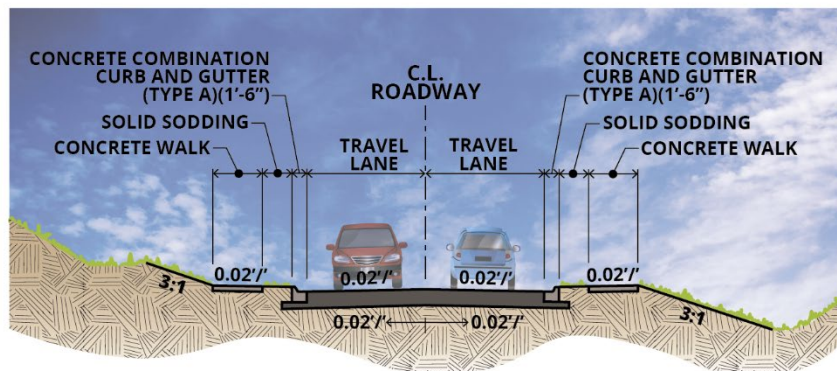 CONCRETE COMBINATION
CURB AND GUTTER
(TYPE A)(1'-6")
SOLID SODDING
CONCRETE WALK
C.L.
ROADWAY
TRAVEL
LANE
TRAVEL
LANE
CONCRETE COMBINATION
CURB AND GUTTER
(TYPE A)(1'-6")
SOLID SODDING
CONCRETE WALK
0.02'/'
0.02'/'
0.02'/'
0.02'/'
3:1
0.02'/'
0.02'/'
3:1